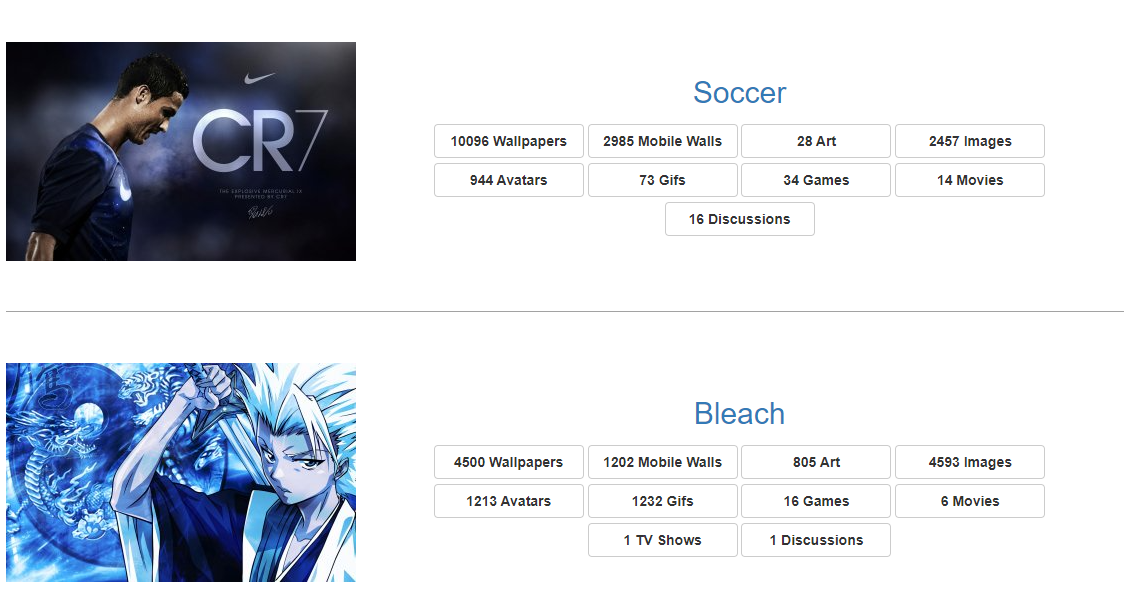 CR7
THE EXPLOSIVE MERCURIAL IX
PRESENTED BY CR7
Soccer
10096 Wallpapers
2985 Mobile Walls
28 Art
2457 Images
944 Avatars
73 Gifs
34 Games
14 Movies
16 Discussions
Bleach
4500 Wallpapers
1202 Mobile Walls
805 Art
4593 Images
1213 Avatars
1232 Gifs
16 Games
6 Movies
1 TV Shows
1 Discussions